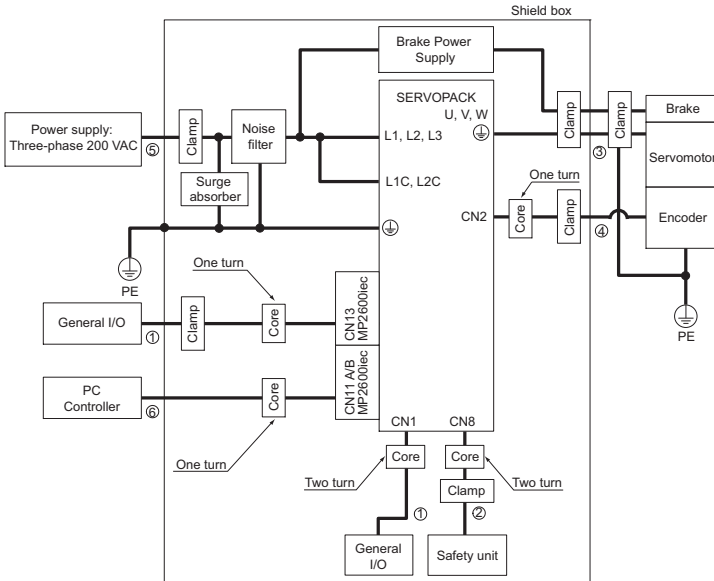 Shield box
Brake Power
Supply
SERVOPACK
U, V, W
L1, L2, L3
L1C, L2C
CN2
CN1
CN8
Power supply:
Three-phase 200 VAC
⑤
Clamp
Noise
filter
Surge
absorber
PE
Clamp
Clamp
③
Brake
Servomotor
Encoder
One turn
Core
Clamp
④
PE
One turn
General I/O
①
Clamp
Core
CN13
MP2600iec
PC
Controller
⑥
Core
CN11 A/B
MP2600iec
One turn
Two turn
Core
①
General
I/O
Core
Two turn
Clamp
②
Safety unit